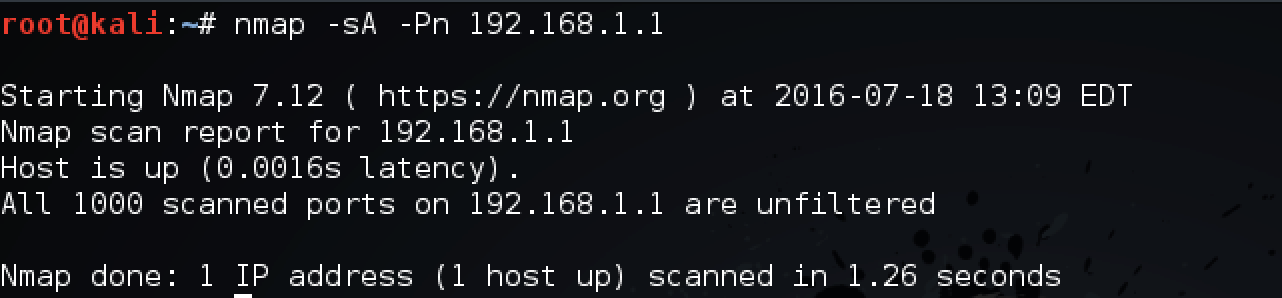 root@kali:~# nmap -sA -Pn 192.168.1.1
Starting Nmap 7.12 ( https://nmap.org ) at 2016-07-18 13:09 EDT
Nmap scan report for 192.168.1.1
Host is up (0.0016s latency).
All 1000 scanned ports on 192.168.1.1 are unfiltered
Nmap done: 1 IP address (1 host up) scanned in 1.26 seconds